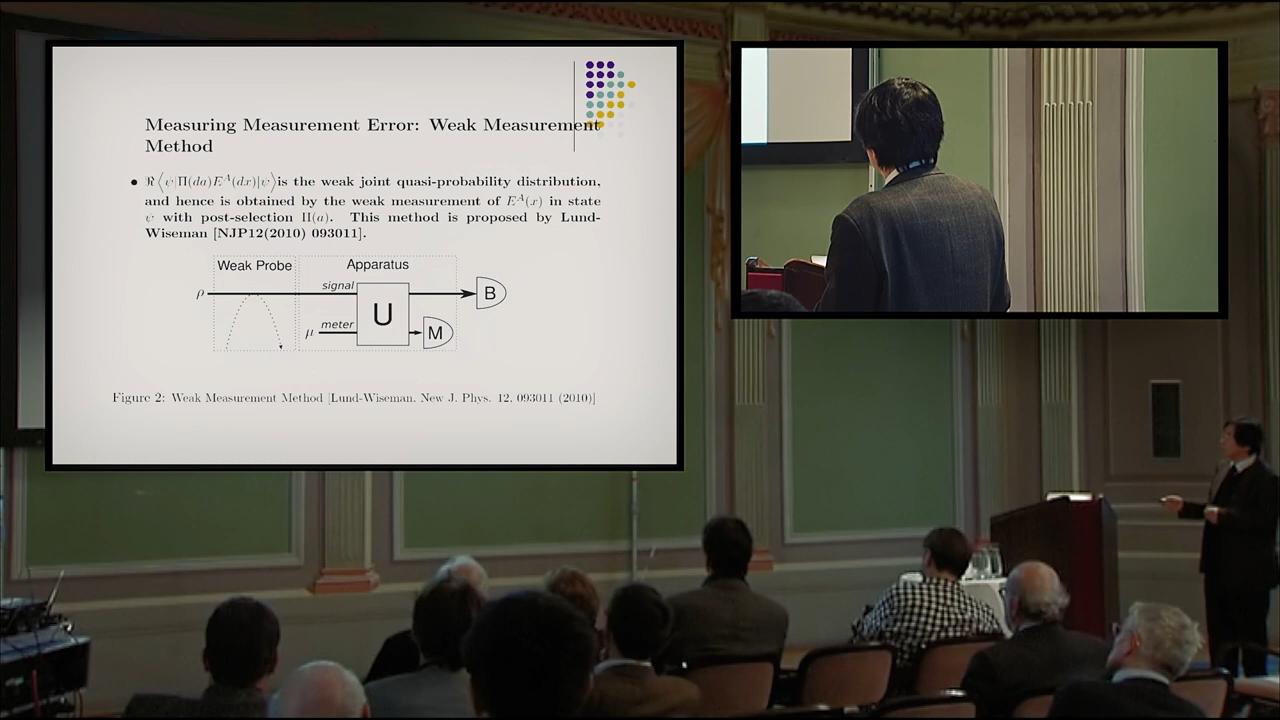 Measuring Measurement Error: Weak Measurement
Method
• ℜ⟨ψ|Π(da)E^A(dx)|ψ⟩is the weak joint quasi-probability distribution,
and hence is obtained by the weak measurement of E^A(x) in state
ψ with post-selection Π(a). This method is proposed by Lund-
Wiseman [NJP12(2010) 093011].
Weak Probe
Apparatus
ρ
signal
U
B
μ
meter
M
Figure 2: Weak Measurement Method [Lund-Wiseman, New J. Phys. 12, 093011 (2010)]